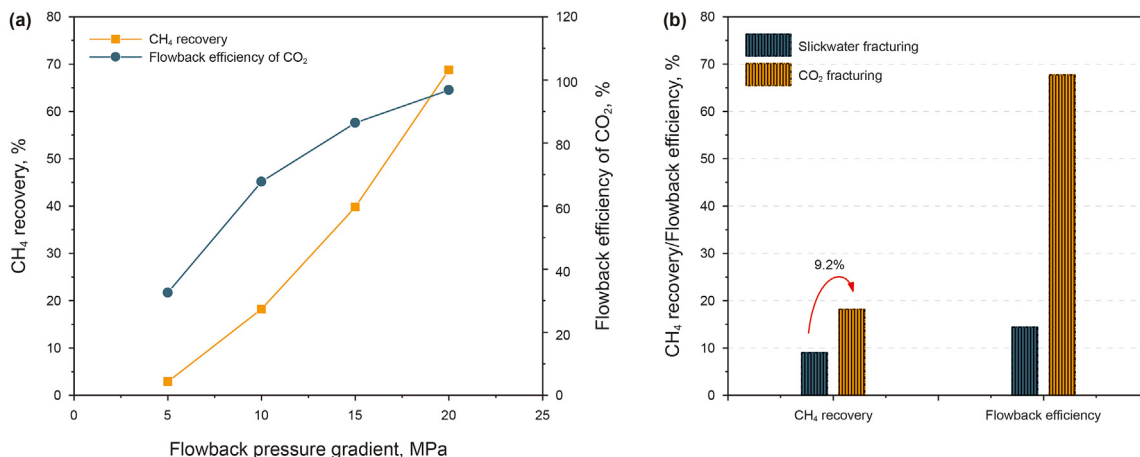 (a)
CH₄ recovery
Flowback efficiency of CO₂
80
70
60
50
40
30
20
10
0
CH₄ recovery, %
120
100
80
60
40
20
0
Flowback efficiency of CO₂, %
0 5 10 15 20 25
Flowback pressure gradient, MPa
(b)
Slickwater fracturing
CO₂ fracturing
80
70
60
50
40
30
20
10
0
CH₄ recovery/Flowback efficiency, %
9.2%
CH₄ recovery Flowback efficiency